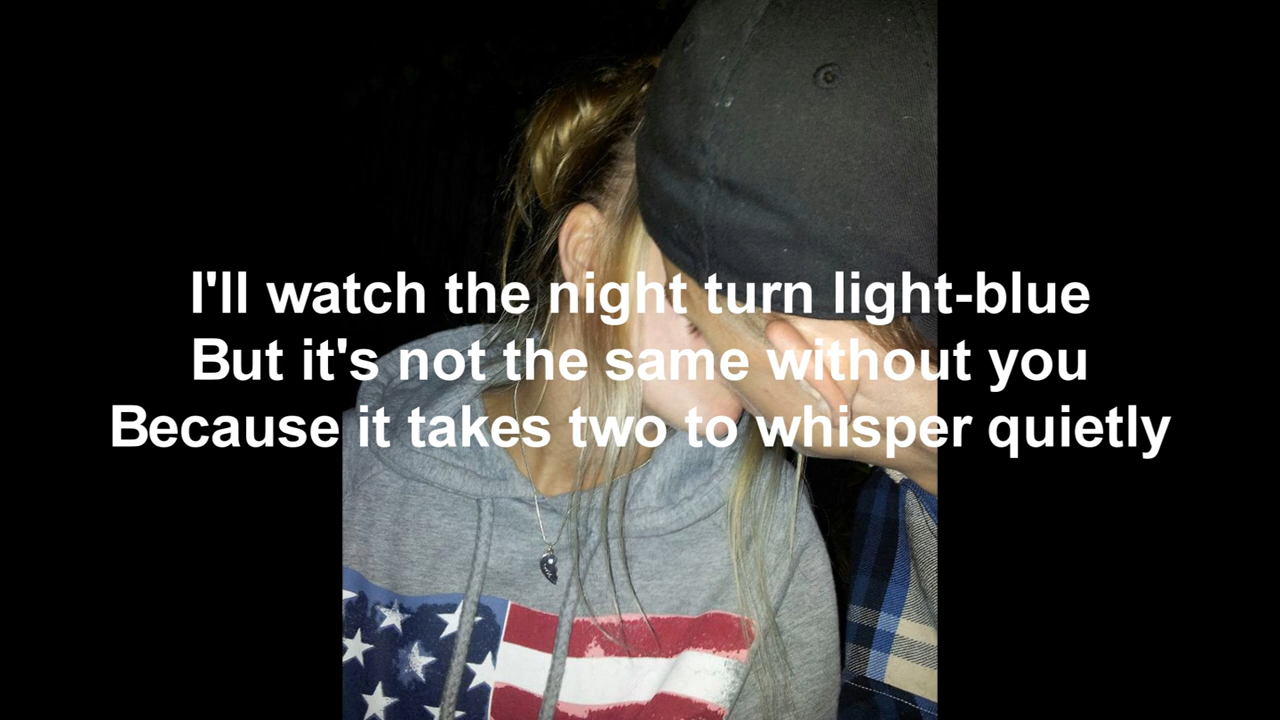 I'll watch the night turn light-blue
But it's not the same without you
Because it takes two to whisper quietly